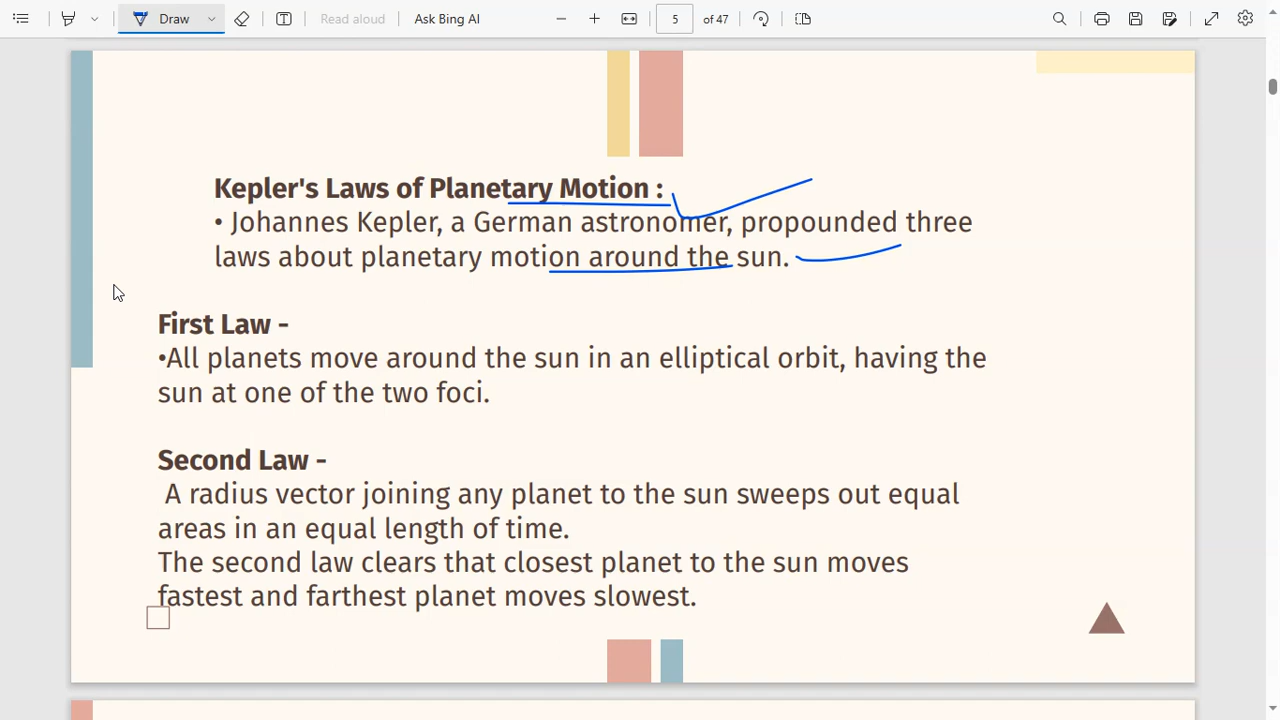 Draw
Read aloud
Ask Bing AI
5
of 47
Kepler's Laws of Planetary Motion :
• Johannes Kepler, a German astronomer, propounded three
laws about planetary motion around the sun.
First Law -
•All planets move around the sun in an elliptical orbit, having the
sun at one of the two foci.
Second Law -
A radius vector joining any planet to the sun sweeps out equal
areas in an equal length of time.
The second law clears that closest planet to the sun moves
fastest and farthest planet moves slowest.